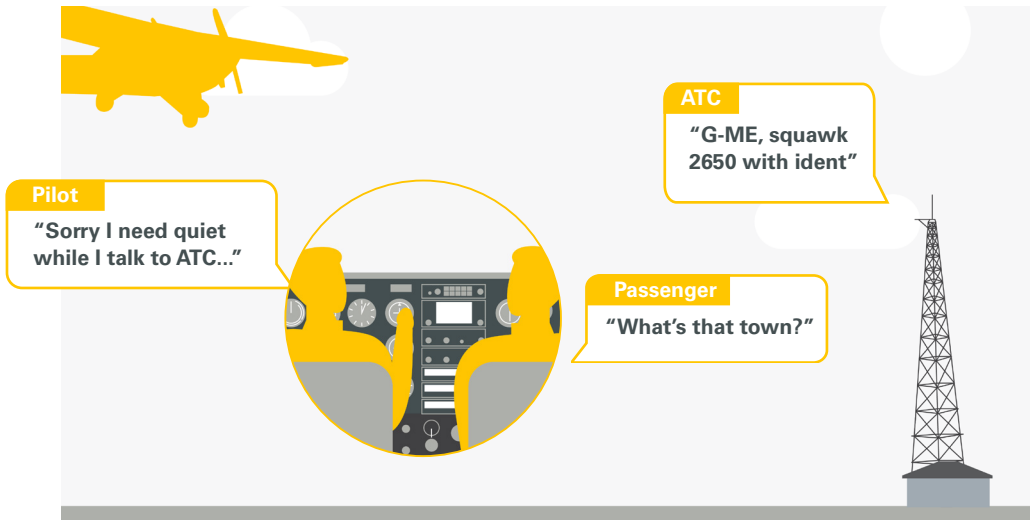 ATC
“G-ME, squawk
2650 with ident”
Pilot
“Sorry I need quiet
while I talk to ATC...”
Passenger
“What’s that town?”